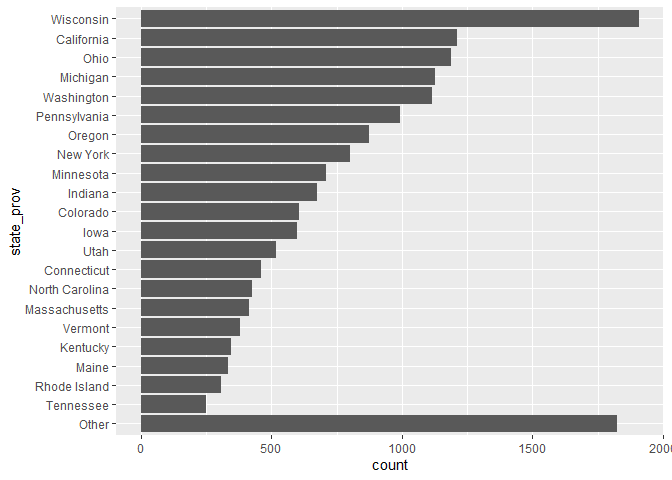 Wisconsin
California
Ohio
Michigan
Washington
Pennsylvania
Oregon
New York
Minnesota
Indiana
Colorado
Iowa
Utah
Connecticut
North Carolina
Massachusetts
Vermont
Kentucky
Maine
Rhode Island
Tennessee
Other
state_prov
0 500 1000 1500 2000
count